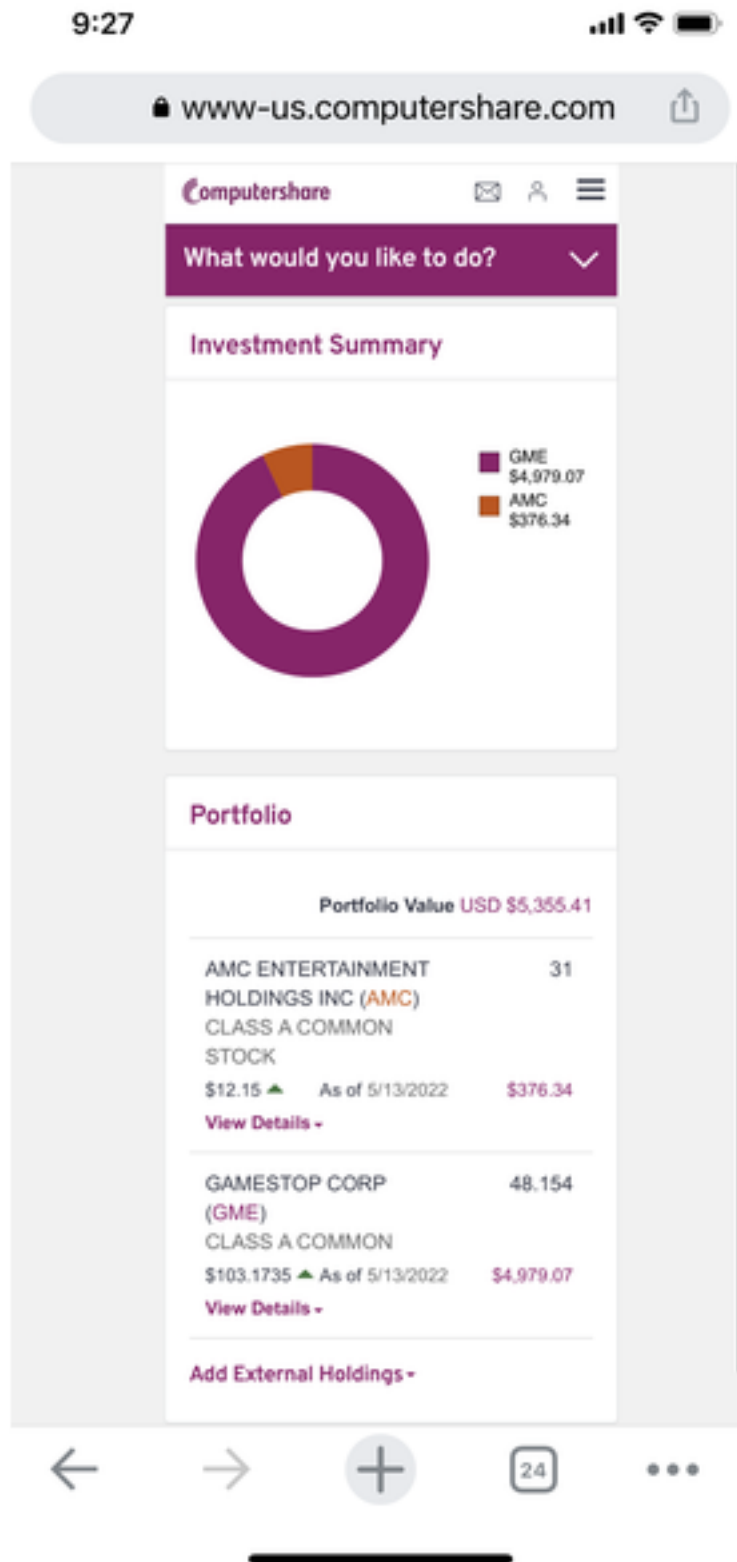 9:27
www-us.computershare.com
Computershare
What would you like to do?
Investment Summary
GME
$4,979.07
AMC
$376.34
Portfolio
Portfolio Value USD $5,355.41
AMC ENTERTAINMENT 31
HOLDINGS INC (AMC)
CLASS A COMMON
STOCK
$12.15 As of 5/13/2022 $376.34
View Details
GAMESTOP CORP 48.154
(GME)
CLASS A COMMON
$103.1735 As of 5/13/2022 $4,979.07
View Details
Add External Holdings
24